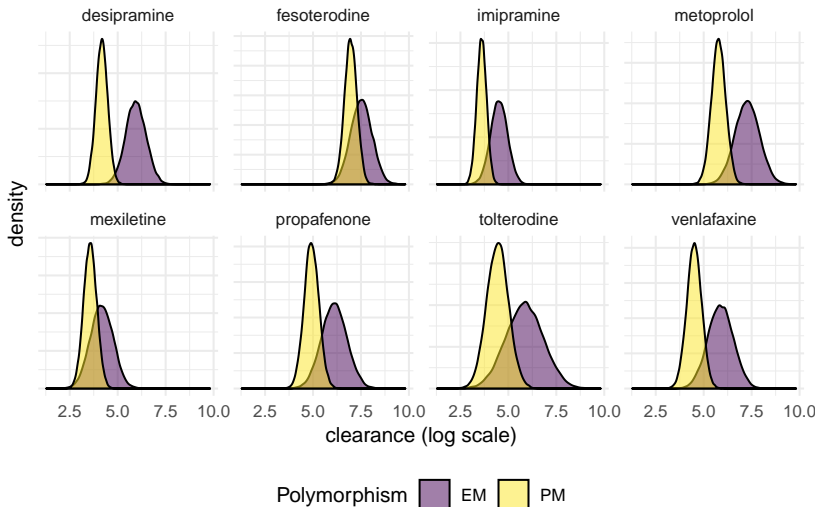 desipramine fesoterodine imipramine metoprolol
density
mexiletine propafenone tolterodine venlafaxine
2.5 5.0 7.5 10.0 2.5 5.0 7.5 10.0 2.5 5.0 7.5 10.0 2.5 5.0 7.5 10.0
clearance (log scale)
Polymorphism EM PM